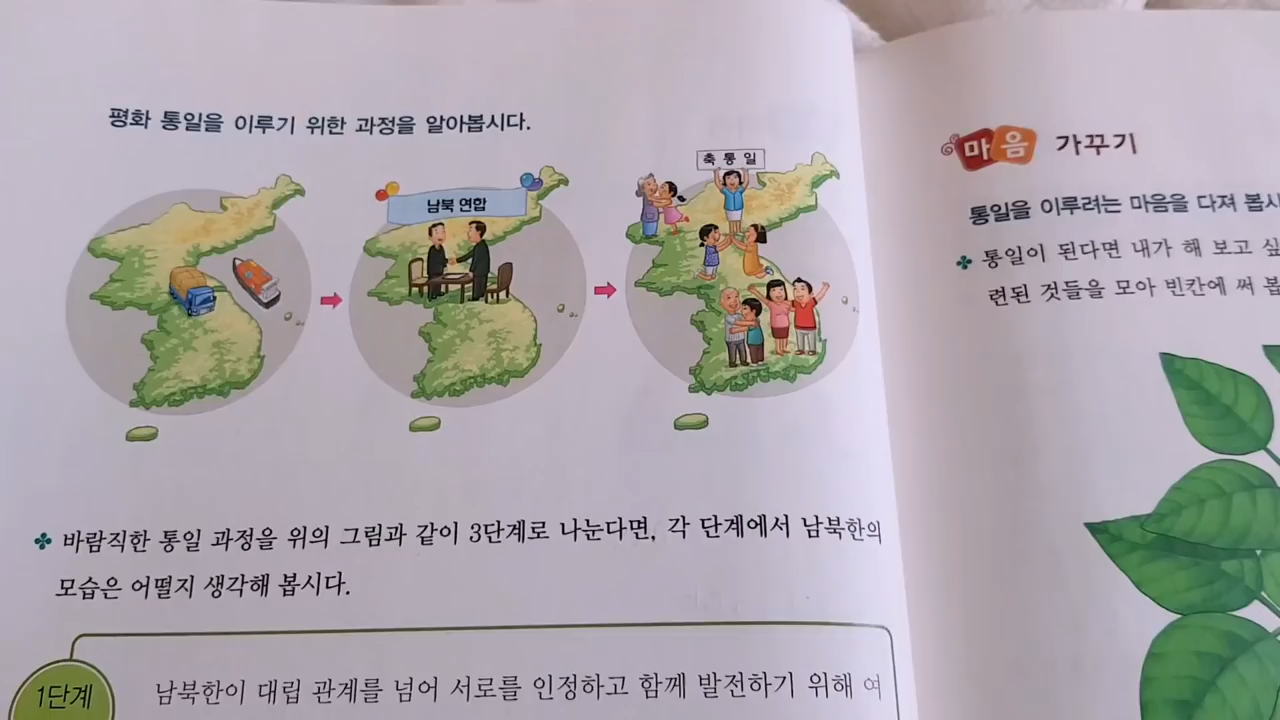 평화 통일을 이루기 위한 과정을 알아봅시다.
남북 연합
축 통 일
바람직한 통일 과정을 위의 그림과 같이 3단계로 나눈다면, 각 단계에서 남북한의
모습은 어떨지 생각해 봅시다.
1단계
남북한이 대립 관계를 넘어 서로를 인정하고 함께 발전하기 위해 여
마음 가꾸기
통일을 이루려는 마음을 다져 봅시
통일이 된다면 내가 해 보고 싶
련된 것들을 모아 빈칸에 써 봅